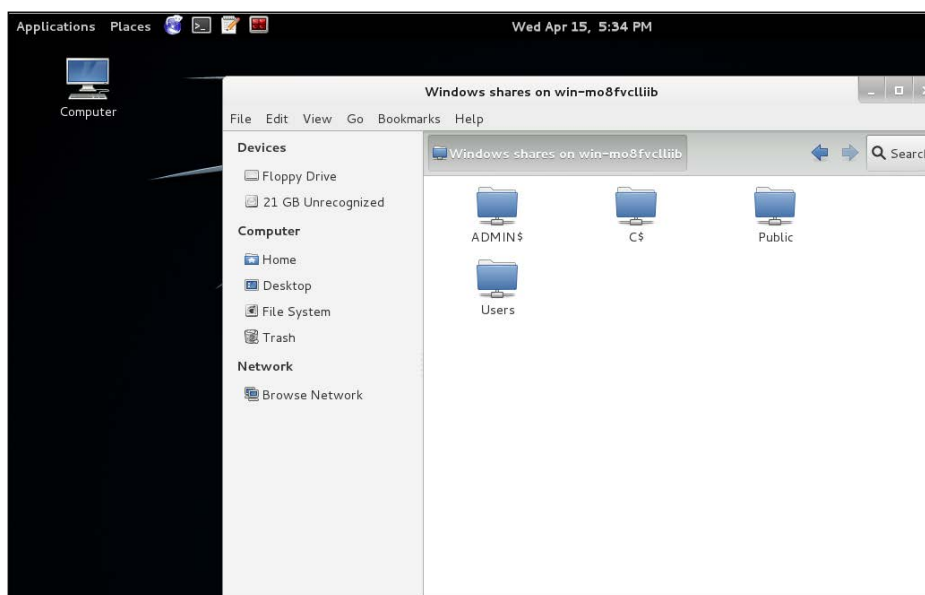 Applications Places Wed Apr 15, 5:34 PM
Computer
Windows shares on win-mo8fvclliib
File Edit View Go Bookmarks Help
Devices
Windows shares on win-mo8fvclliib
Search
Floppy Drive
21 GB Unrecognized
Computer
Home
Desktop
File System
Trash
Network
Browse Network
ADMIN$ C$ Public
Users